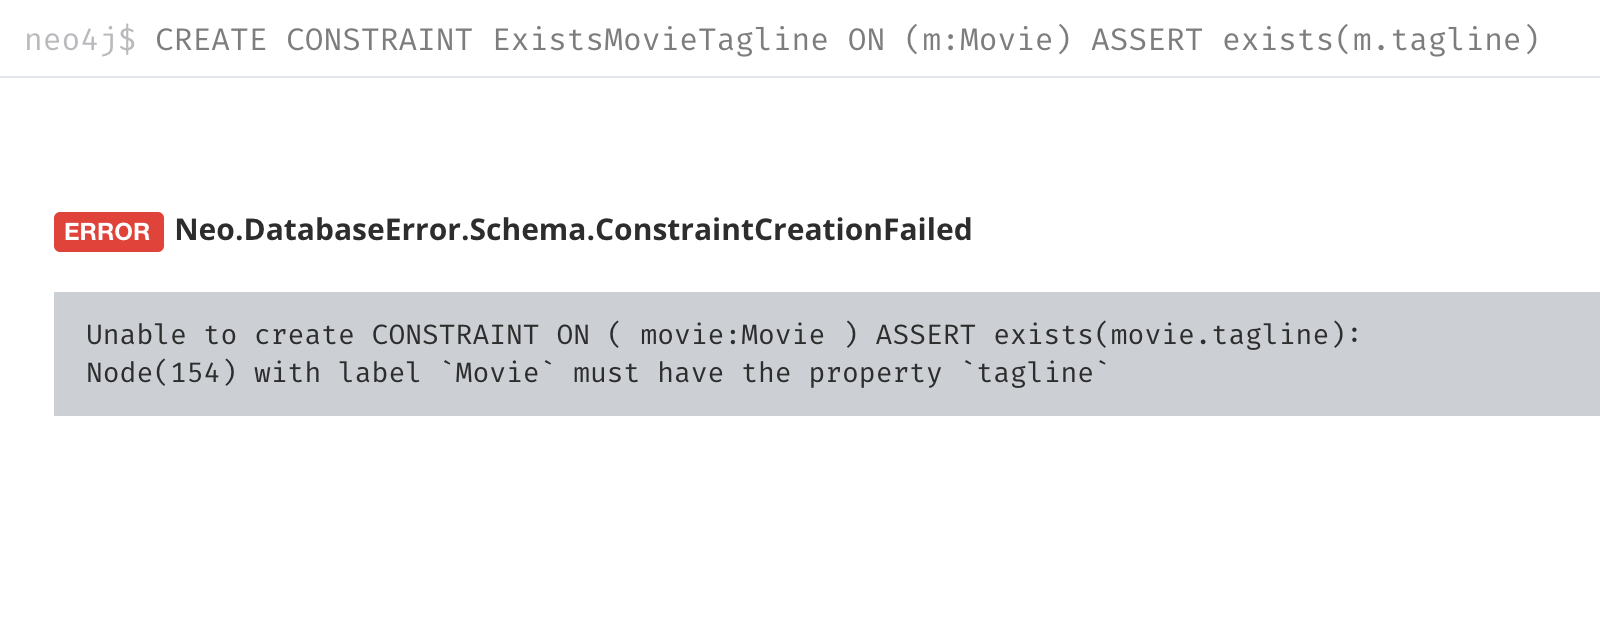 neo4j$ CREATE CONSTRAINT ExistsMovieTagline ON (m:Movie) ASSERT exists(m.tagline)
ERROR Neo.DatabaseError.Schema.ConstraintCreationFailed
Unable to create CONSTRAINT ON ( movie:Movie ) ASSERT exists(movie.tagline):
Node(154) with label `Movie` must have the property `tagline`